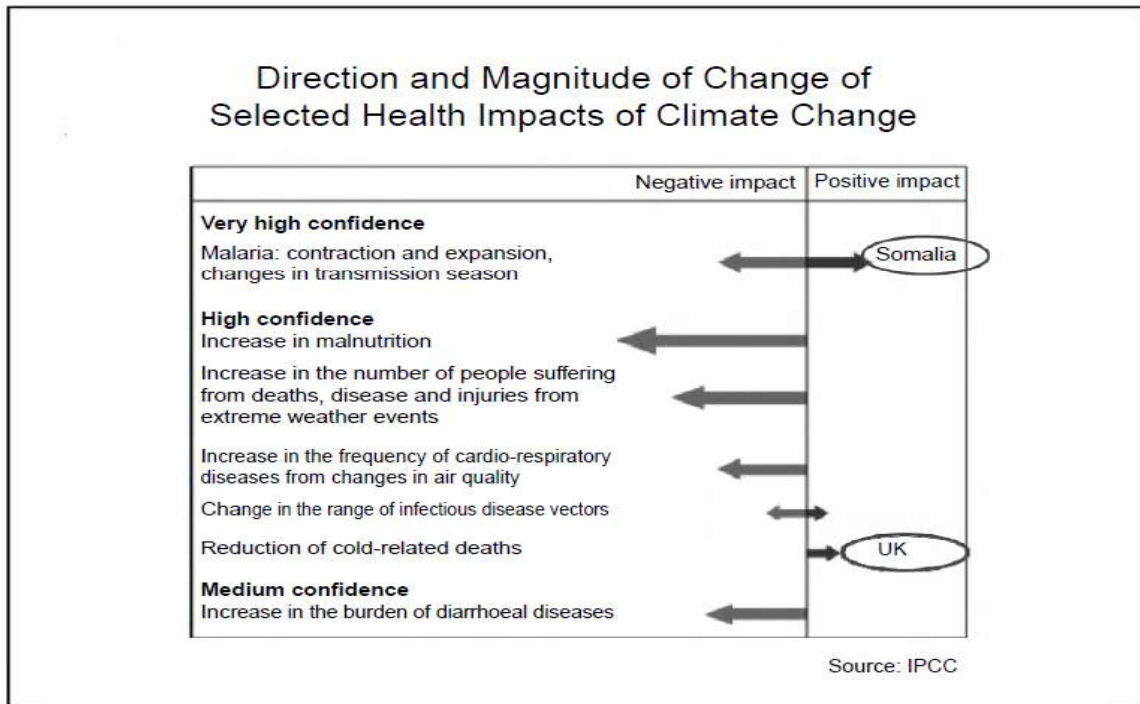 Direction and Magnitude of Change of
Selected Health Impacts of Climate Change
Negative impact Positive impact
Very high confidence
Malaria: contraction and expansion,
changes in transmission season
Somalia
High confidence
Increase in malnutrition
Increase in the number of people suffering
from deaths, disease and injuries from
extreme weather events
Increase in the frequency of cardio-respiratory
diseases from changes in air quality
Change in the range of infectious disease vectors
Reduction of cold-related deaths
UK
Medium confidence
Increase in the burden of diarrhoeal diseases
Source: IPCC